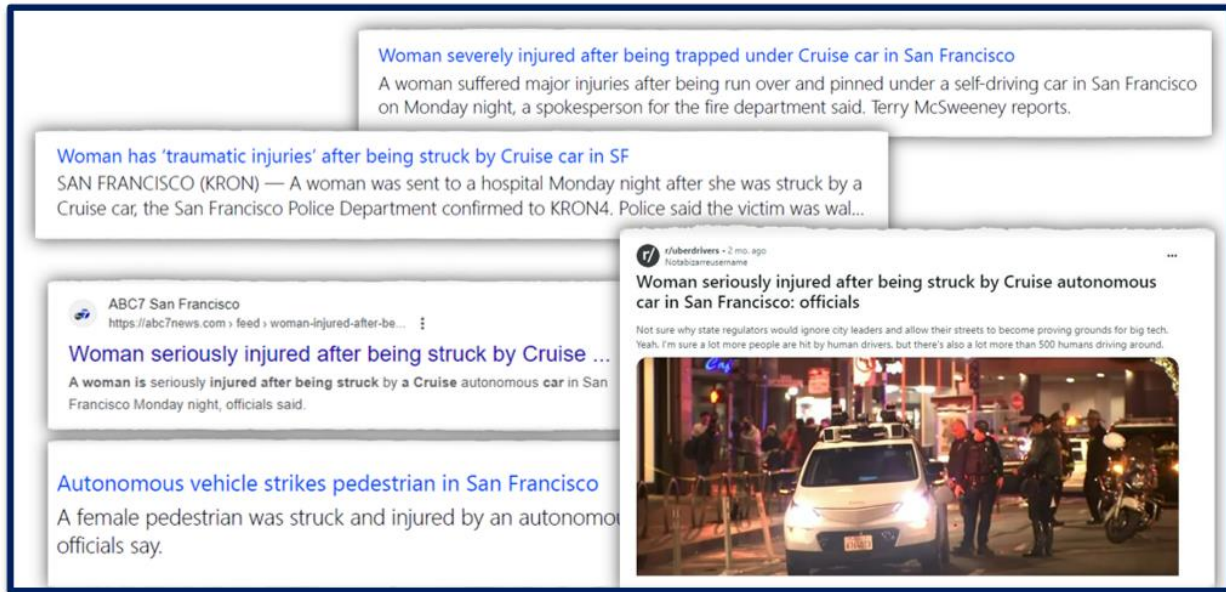 Woman severely injured after being trapped under Cruise car in San Francisco
A woman suffered major injuries after being run over and pinned under a self-driving car in San Francisco
on Monday night, a spokesperson for the fire department said. Terry McSweeney reports.
Woman has ‘traumatic injuries’ after being struck by Cruise car in SF
SAN FRANCISCO (KRON) — A woman was sent to a hospital Monday night after she was struck by a
Cruise car, the San Francisco Police Department confirmed to KRON4. Police said the victim was wal...
ABC7 San Francisco
https://abc7news.com › feed › woman-injured-after-be...
Woman seriously injured after being struck by Cruise ...
A woman is seriously injured after being struck by a Cruise autonomous car in San
Francisco Monday night, officials said.
Autonomous vehicle strikes pedestrian in San Francisco
A female pedestrian was struck and injured by an autonomou
officials say.
r/uberdrivers • 2 mo. ago
Notabizarreusername
Woman seriously injured after being struck by Cruise autonomous
car in San Francisco: officials
Not sure why state regulators would ignore city leaders and allow their streets to become proving grounds for big tech.
Yeah. I'm sure a lot more people are hit by human drivers, but there's also a lot more than 500 humans driving around.